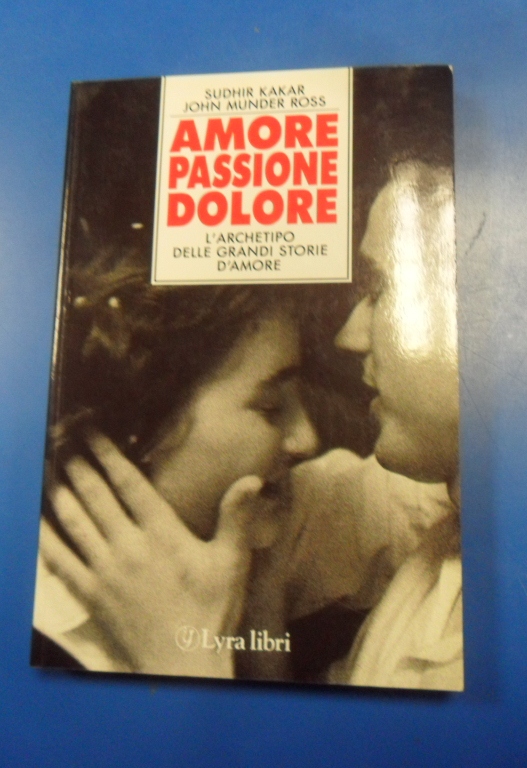 SUDHIR KAKAR
JOHN MUNDER ROSS
AMORE
PASSIONE
DOLORE
L'ARCHETIPO
DELLE GRANDI STORIE
D'AMORE
Lyra libri